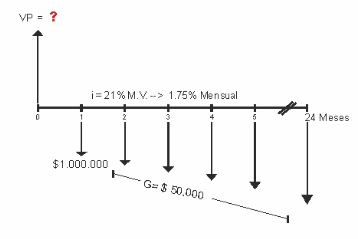 VP = ?
i = 21% M.V. --> 1.75% Mensual
0 1 2 3 4 5 24 Meses
$1.000.000
G= $ 50.000